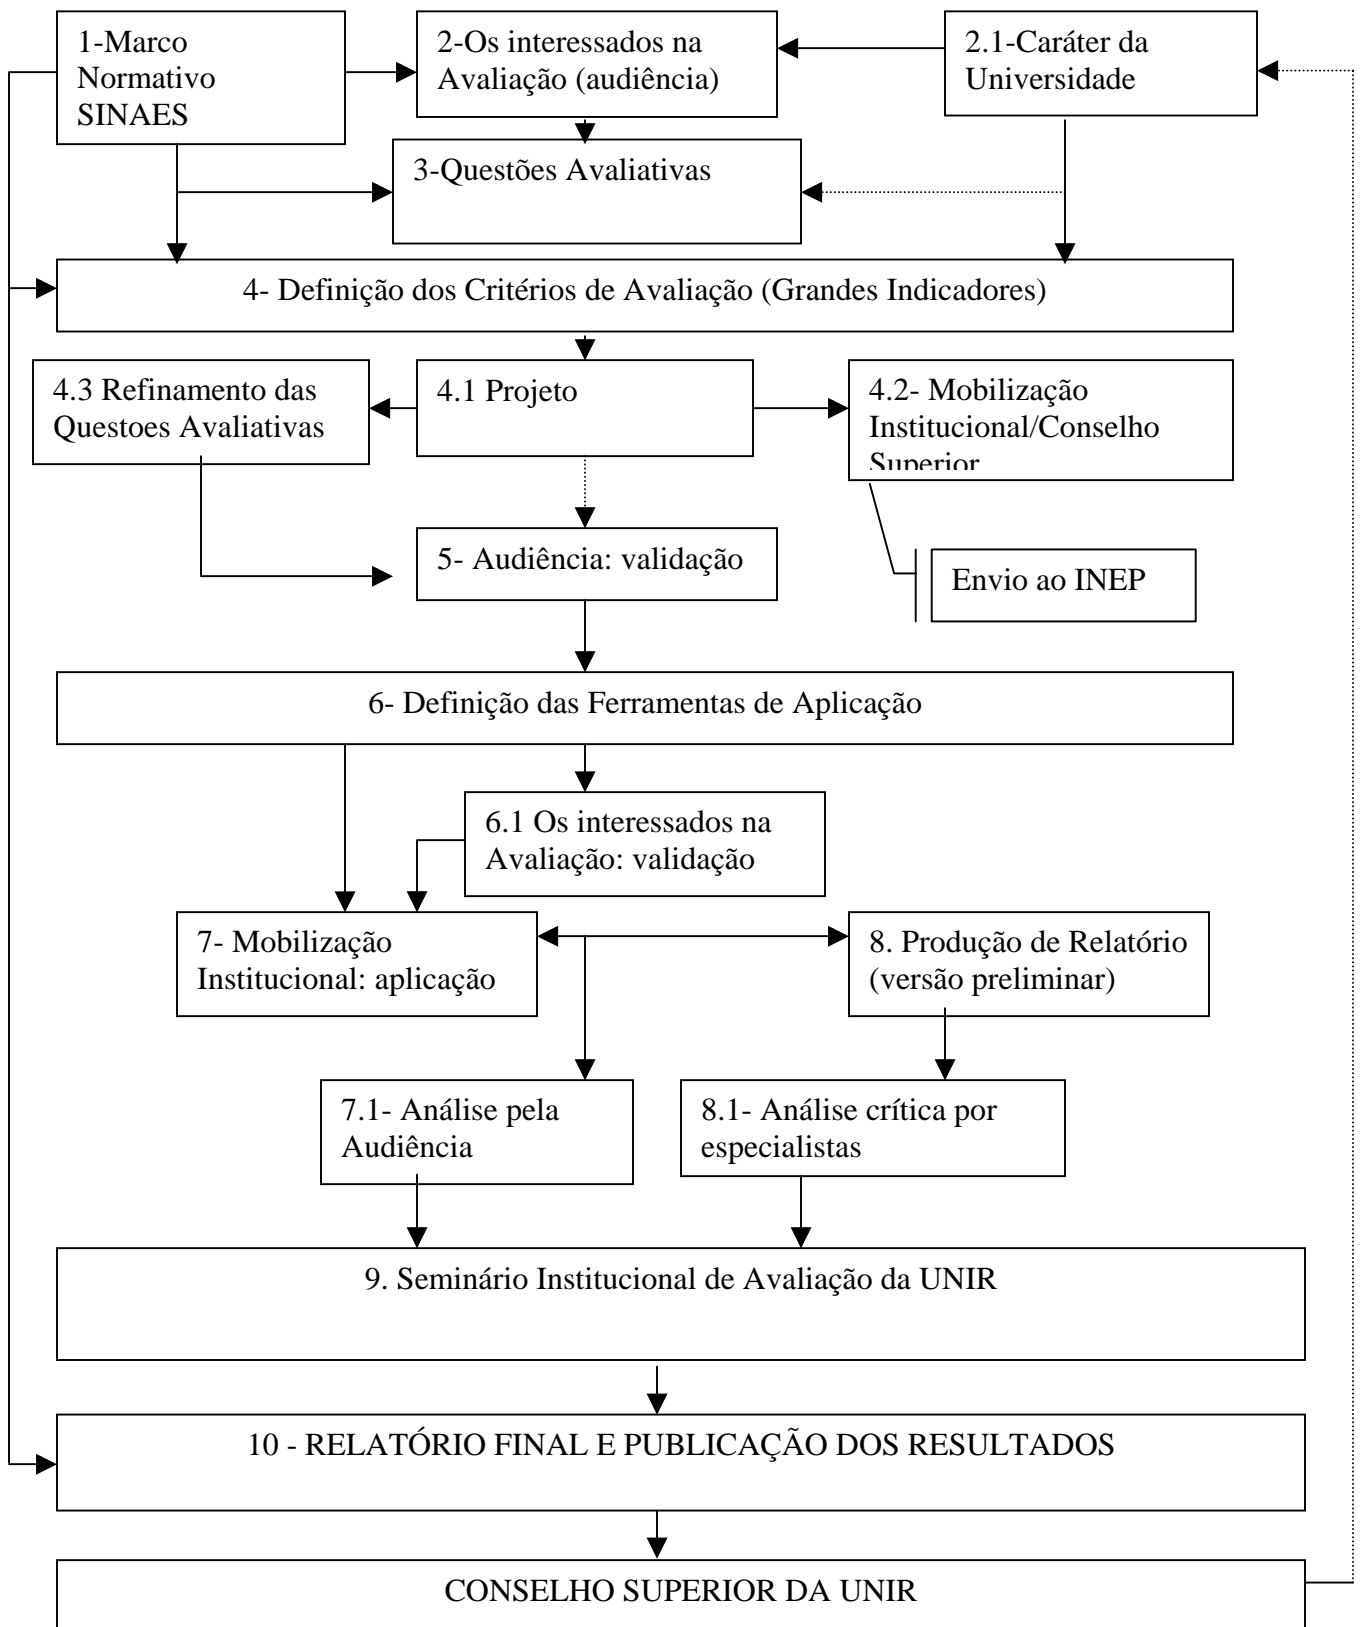 1-Marco
Normativo
SINAES
2-Os interessados na
Avaliação (audiência)
2.1-Caráter da
Universidade
3-Questões Avaliativas
4- Definição dos Critérios de Avaliação (Grandes Indicadores)
4.3 Refinamento das
Questoes Avaliativas
4.1 Projeto
4.2- Mobilização
Institucional/Conselho
Superior
5- Audiência: validação
Envio ao INEP
6- Definição das Ferramentas de Aplicação
6.1 Os interessados na
Avaliação: validação
7- Mobilização
Institucional: aplicação
8. Produção de Relatório
(versão preliminar)
7.1- Análise pela
Audiência
8.1- Análise crítica por
especialistas
9. Seminário Institucional de Avaliação da UNIR
10 - RELATÓRIO FINAL E PUBLICAÇÃO DOS RESULTADOS
CONSELHO SUPERIOR DA UNIR